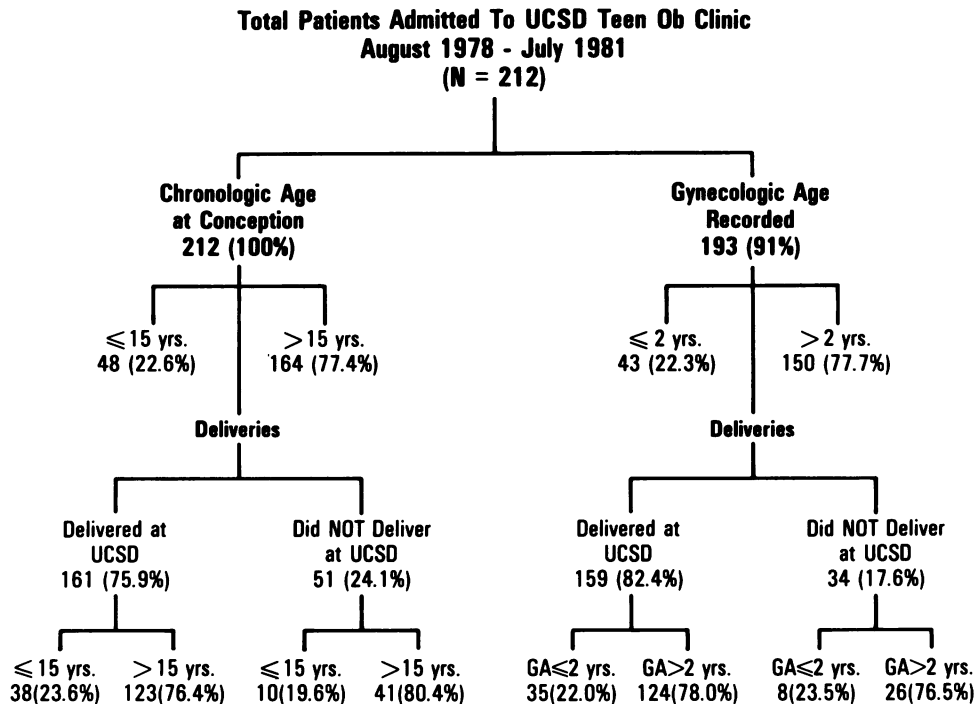 Total Patients Admitted To UCSD Teen Ob Clinic
August 1978 - July 1981
(N = 212)
Chronologic Age
at Conception
212 (100%)
Gynecologic Age
Recorded
193 (91%)
⩽ 15 yrs.
48 (22.6%)
> 15 yrs.
164 (77.4%)
⩽ 2 yrs.
43 (22.3%)
> 2 yrs.
150 (77.7%)
Deliveries
Deliveries
Delivered at
UCSD
161 (75.9%)
Did NOT Deliver
at UCSD
51 (24.1%)
Delivered at
UCSD
159 (82.4%)
Did NOT Deliver
at UCSD
34 (17.6%)
⩽ 15 yrs.
38(23.6%)
>15 yrs.
123(76.4%)
⩽ 15 yrs.
10(19.6%)
>15 yrs.
41(80.4%)
GA⩽2 yrs.
35(22.0%)
GA>2 yrs.
124(78.0%)
GA⩽2 yrs.
8(23.5%)
GA>2 yrs.
26(76.5%)